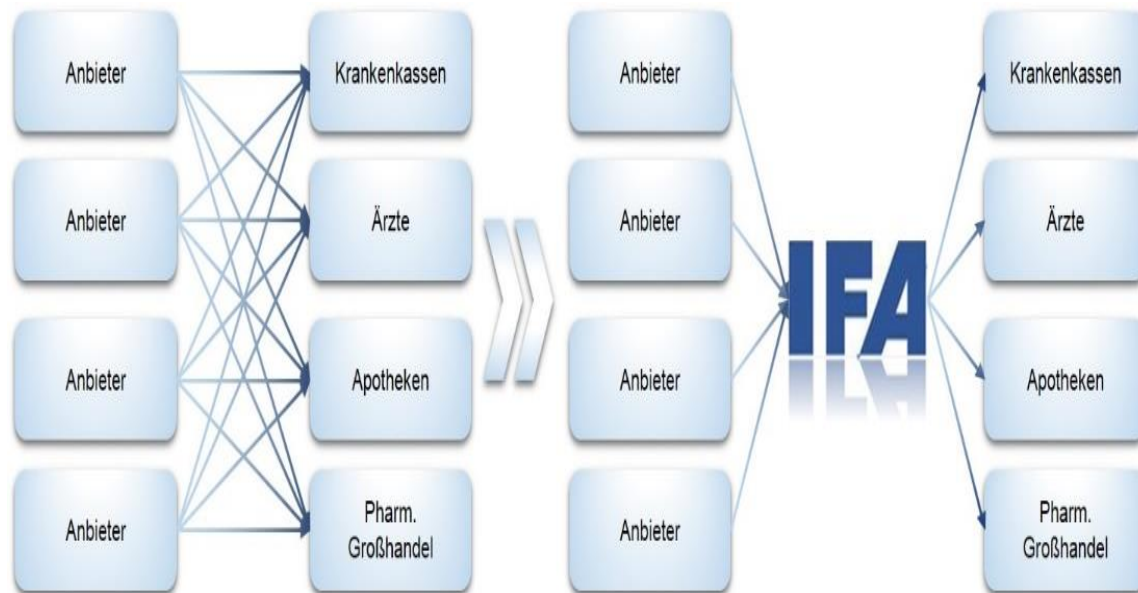 Anbieter
Krankenkassen
Anbieter
Krankenkassen
Anbieter
Ärzte
Anbieter
Ärzte
IFA
Anbieter
Apotheken
Anbieter
Apotheken
Anbieter
Pharm.
Großhandel
Anbieter
Pharm.
Großhandel